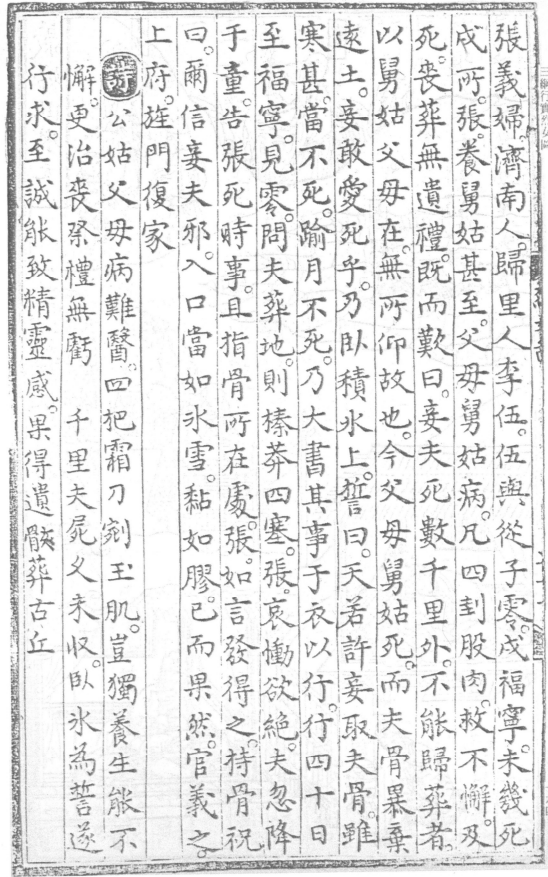 張義婦濟南人。歸里人李伍。伍與從子零。戍福寧。未幾死
戍所。張養舅姑甚至。父母舅姑病。凡四刲股肉。救不懈。及
死。喪葬無遺禮。既而歎曰。妾夫死數千里外。不能歸葬者。
以舅姑父母在。無所仰故也。今父母舅姑死。而夫骨暴棄
遠土。妾敢愛死乎。乃臥積氷上。誓曰。天若許妾取夫骨。雖
寒甚。當不死。踰月不死。乃大書其事于衣以行。行四十日
至福寧。見零。問夫葬地。則榛莽四塞。張。哀慟欲絶。夫忽降
于童。告張死時事。且指骨所在處。張。如言發得之。持骨祝
曰。爾信妾夫邪。入口當如氷雪。黏如膠。已而果然。官義之。
上府。旌門復家
公姑父母病難醫。四把霜刀剜玉肌。豈獨養生能不
懈。更治喪祭禮無虧 千里夫屍久未收。臥氷為誓遂
行求。至誠能致精靈感。果得遺骸葬古丘